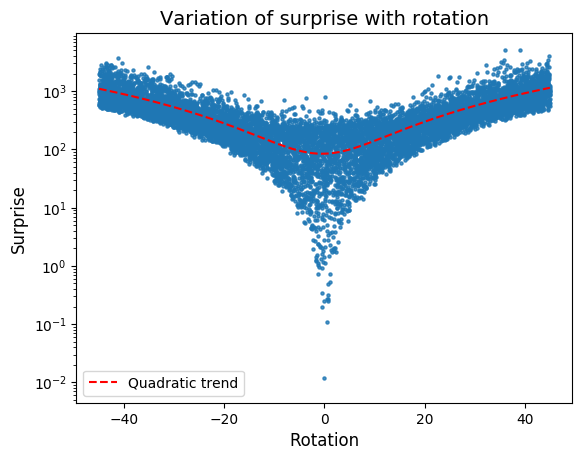 Variation of surprise with rotation
Surprise
10³
10²
10¹
10⁰
10⁻¹
10⁻²
Quadratic trend
−40
−20
0
20
40
Rotation